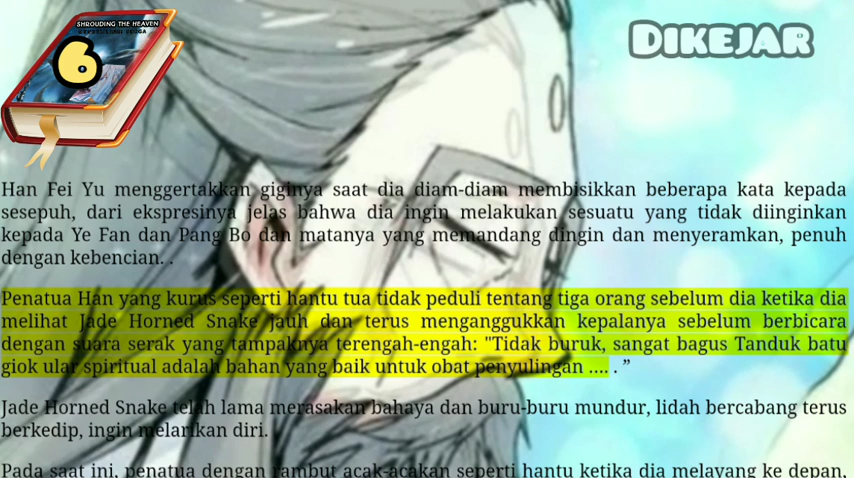 SHROUDING THE HEAVEN
6
DIKEJAR
Han Fei Yu menggertakkan giginya saat dia diam-diam membisikkan beberapa kata kepada
sesepuh, dari ekspresinya jelas bahwa dia ingin melakukan sesuatu yang tidak diinginkan
kepada Ye Fan dan Pang Bo dan matanya yang memandang dingin dan menyeramkan, penuh
dengan kebencian. .
Penatua Han yang kurus seperti hantu tua tidak peduli tentang tiga orang sebelum dia ketika dia
melihat Jade Horned Snake jauh dan terus menganggukkan kepalanya sebelum berbicara
dengan suara serak yang tampaknya terengah-engah: "Tidak buruk, sangat bagus Tanduk batu
giok ular spiritual adalah bahan yang baik untuk obat penyulingan .... . ”
Jade Horned Snake telah lama merasakan bahaya dan buru-buru mundur, lidah bercabang terus
berkedip, ingin melarikan diri.
Pada saat ini, penatua dengan rambut acak-acakan seperti hantu ketika dia melayang ke depan,